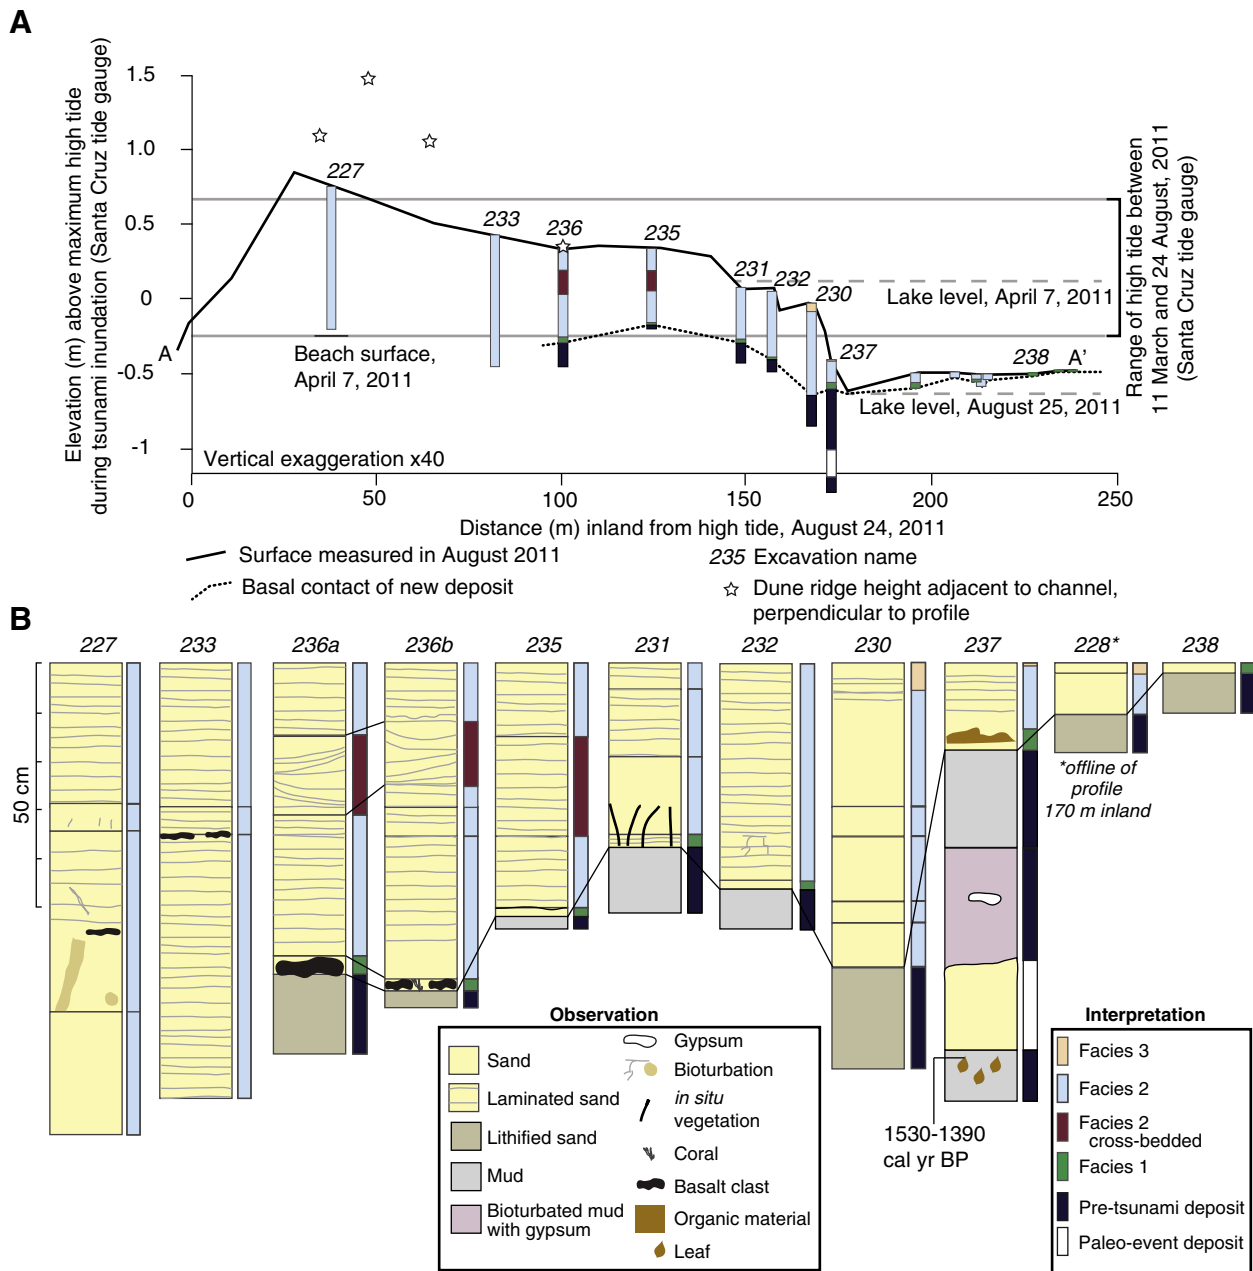 A
Elevation (m) above maximum high tide
during tsunami inundation (Santa Cruz tide gauge)
1.5
1.0
0.5
0
-0.5
-1
227
233
236
235
231
232
230
237
238
A
A'
Beach surface,
April 7, 2011
Lake level, April 7, 2011
Lake level, August 25, 2011
Range of high tide between
11 March and 24 August, 2011
(Santa Cruz tide gauge)
Vertical exaggeration x40
0
50
100
150
200
250
Distance (m) inland from high tide, August 24, 2011
Surface measured in August 2011
Basal contact of new deposit
235 Excavation name
Dune ridge height adjacent to channel,
perpendicular to profile
B
227
233
236a
236b
235
231
232
230
237
228*
238
50 cm
*offline of
profile
170 m inland
1530-1390
cal yr BP
Observation
Sand
Laminated sand
Lithified sand
Mud
Bioturbated mud
with gypsum
Gypsum
Bioturbation
in situ
vegetation
Coral
Basalt clast
Organic material
Leaf
Interpretation
Facies 3
Facies 2
Facies 2
cross-bedded
Facies 1
Pre-tsunami deposit
Paleo-event deposit